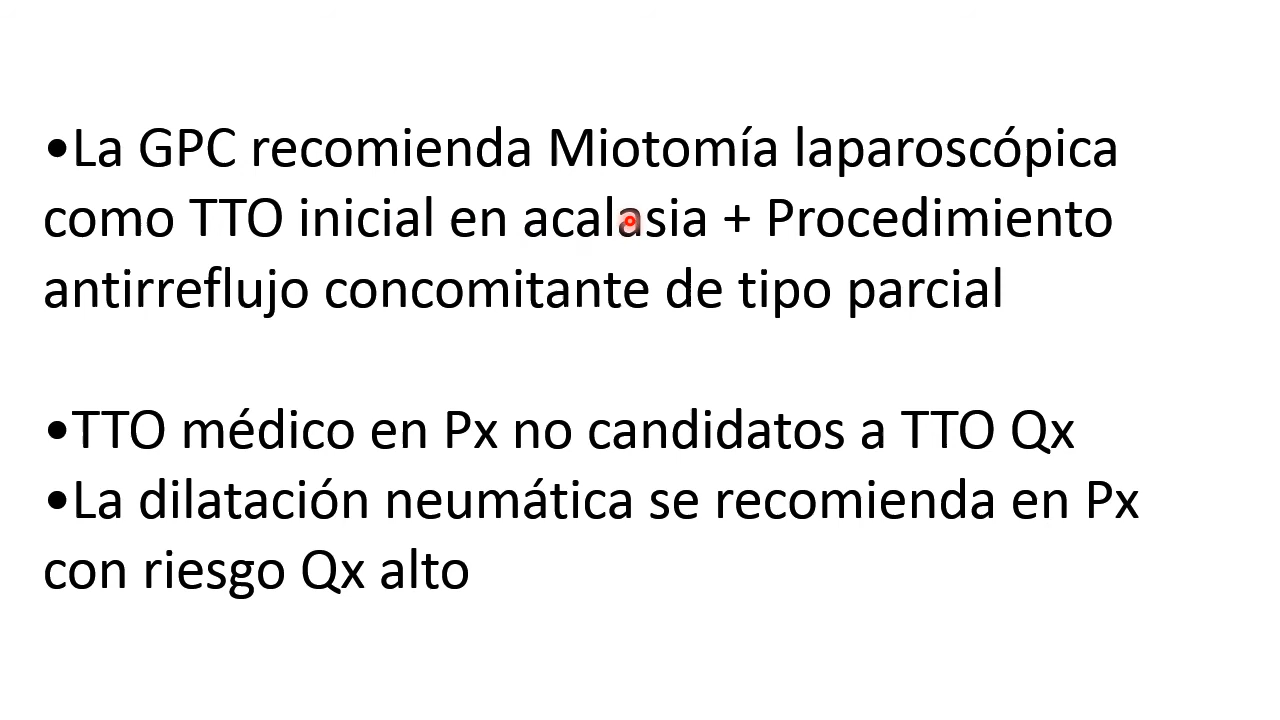 •La GPC recomienda Miotomía laparoscópica
como TTO inicial en acalasia + Procedimiento
antirreflujo concomitante de tipo parcial
•TTO médico en Px no candidatos a TTO Qx
•La dilatación neumática se recomienda en Px
con riesgo Qx alto